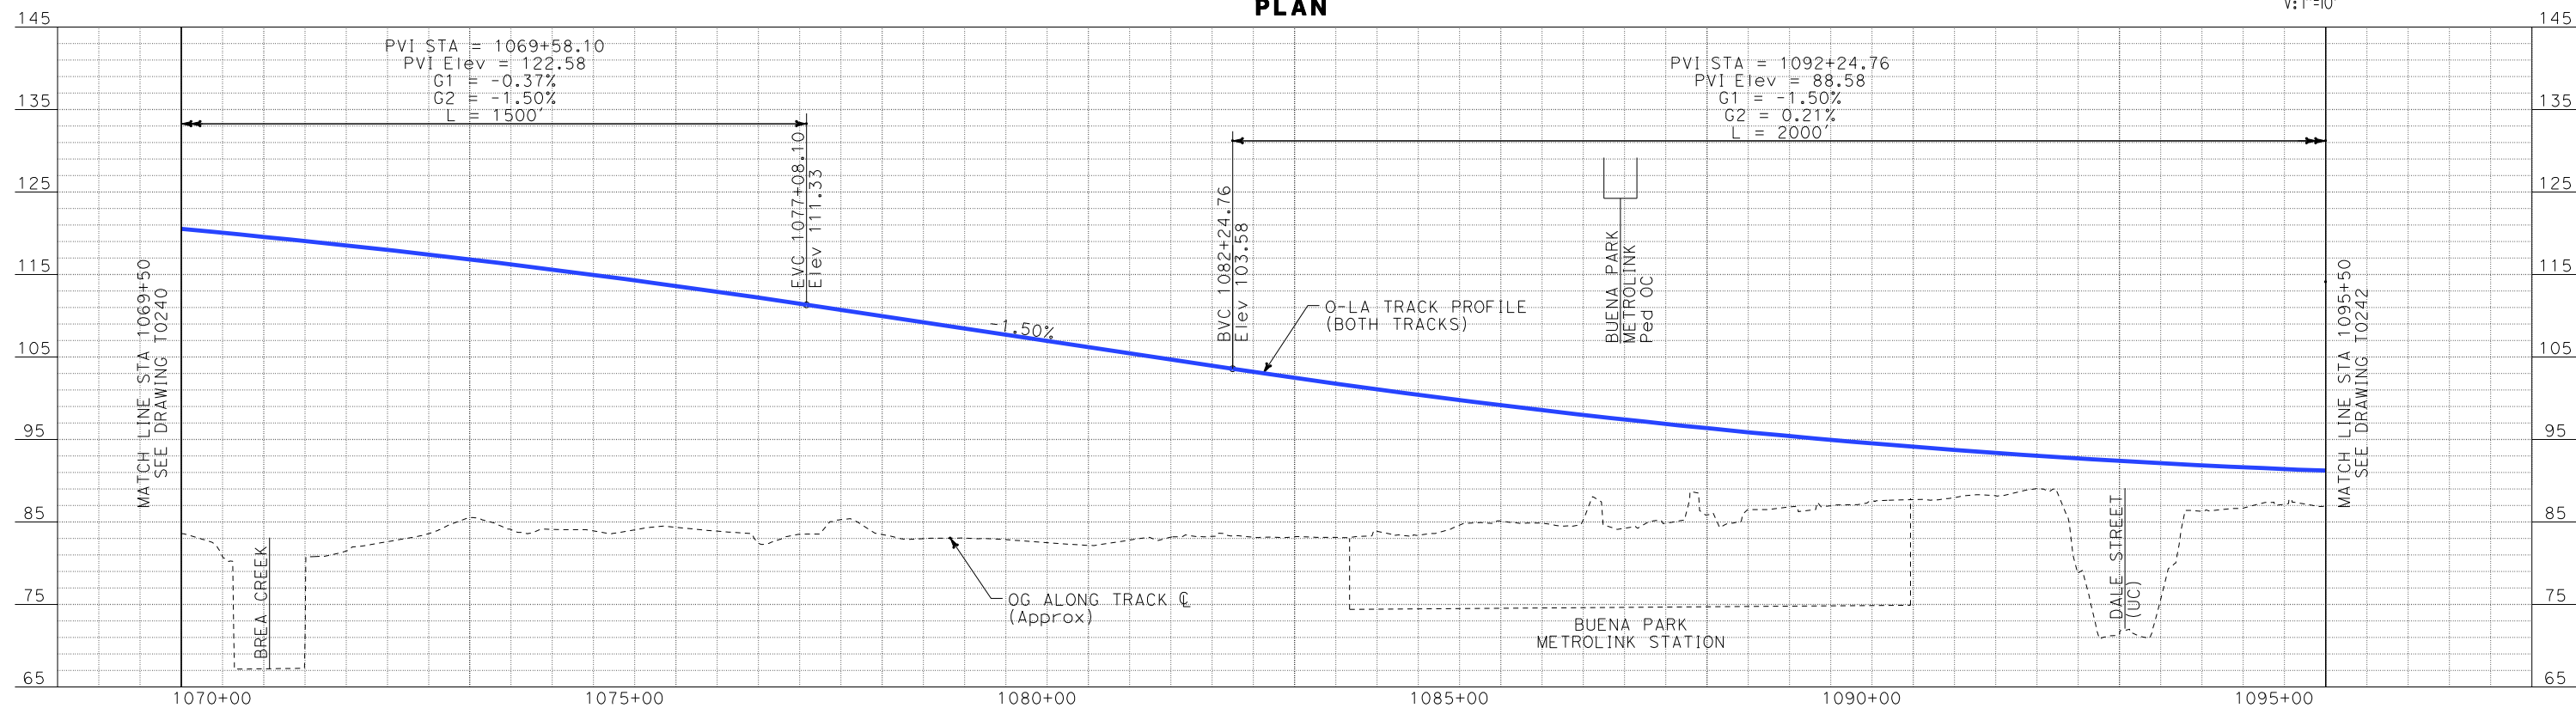 PLAN
V:1"=10'
145
145
PVI STA = 1069+58.10
PVI Elev = 122.58
G1 = -0.37%
G2 = -1.50%
L = 1500'
PVI STA = 1092+24.76
PVI Elev = 88.58
G1 = -1.50%
G2 = 0.21%
L = 2000'
135
135
125
125
115
115
105
105
95
95
85
85
75
75
65
65
MATCH LINE STA 1069+50
SEE DRAWING T0240
EVC 1077+08.10
Elev 111.33
-1.50%
BVC 1082+24.76
Elev 103.58
O-LA TRACK PROFILE
(BOTH TRACKS)
BUENA PARK
METROLINK
Ped OC
MATCH LINE STA 1095+50
SEE DRAWING T0242
BREA CREEK
OG ALONG TRACK ℄
(Approx)
BUENA PARK
METROLINK STATION
DALE STREET
(UC)
1070+00
1075+00
1080+00
1085+00
1090+00
1095+00